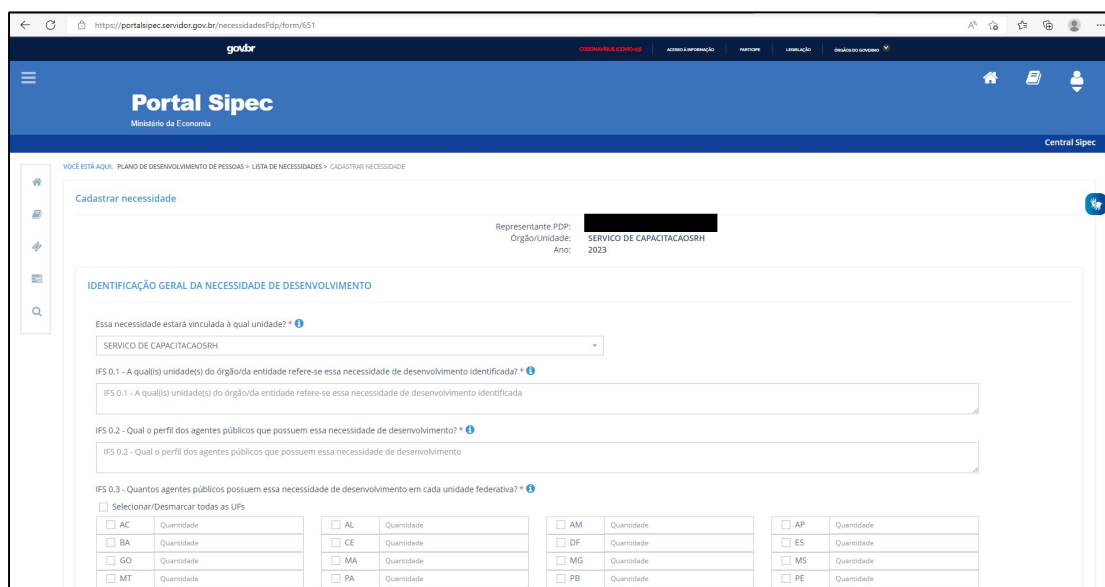 https://portalsipec.servidor.gov.br/necessidadesPdp/form/651
gov.br
CORONAVÍRUS (COVID-19)
ACESSO À INFORMAÇÃO
PARTICIPE
LEGISLAÇÃO
ÓRGÃOS DO GOVERNO
Portal Sipec
Ministério da Economia
Central Sipec
VOCÊ ESTÁ AQUI: PLANO DE DESENVOLVIMENTO DE PESSOAS > LISTA DE NECESSIDADES > CADASTRAR NECESSIDADE
Cadastrar necessidade
Representante PDP:
Órgão/Unidade: SERVICO DE CAPACITACAOSRH
Ano: 2023
IDENTIFICAÇÃO GERAL DA NECESSIDADE DE DESENVOLVIMENTO
Essa necessidade estará vinculada à qual unidade? *
SERVICO DE CAPACITACAOSRH
IFS 0.1 - A qual(is) unidade(s) do órgão/da entidade refere-se essa necessidade de desenvolvimento identificada? *
IFS 0.1 - A qual(is) unidade(s) do órgão/da entidade refere-se essa necessidade de desenvolvimento identificada
IFS 0.2 - Qual o perfil dos agentes públicos que possuem essa necessidade de desenvolvimento? *
IFS 0.2 - Qual o perfil dos agentes públicos que possuem essa necessidade de desenvolvimento
IFS 0.3 - Quantos agentes públicos possuem essa necessidade de desenvolvimento em cada unidade federativa? *
Selecionar/Desmarcar todas as UFs
AC Quantidade AL Quantidade AM Quantidade AP Quantidade
BA Quantidade CE Quantidade DF Quantidade ES Quantidade
GO Quantidade MA Quantidade MG Quantidade MS Quantidade
MT Quantidade PA Quantidade PB Quantidade PE Quantidade